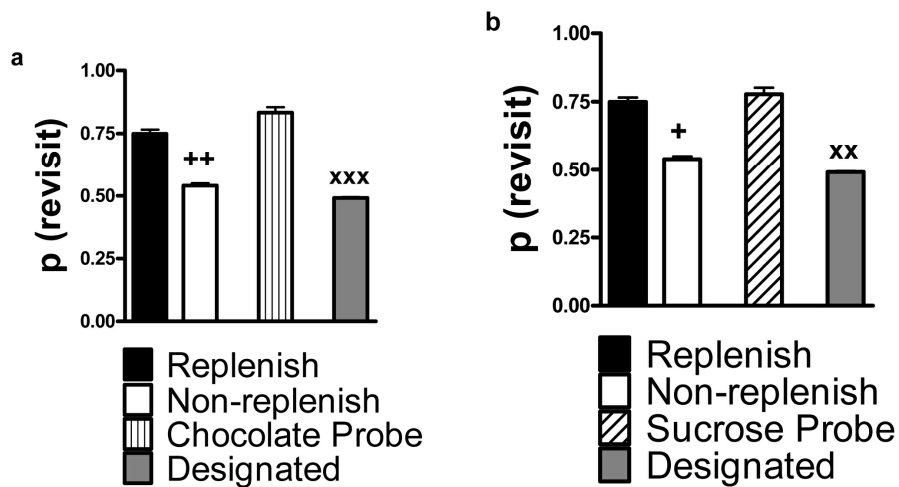 a
p (revisit)
1.00
0.75
0.50
0.25
0.00
++
xxx
Replenish
Non-replenish
Chocolate Probe
Designated
b
p (revisit)
1.00
0.75
0.50
0.25
0.00
+
xx
Replenish
Non-replenish
Sucrose Probe
Designated